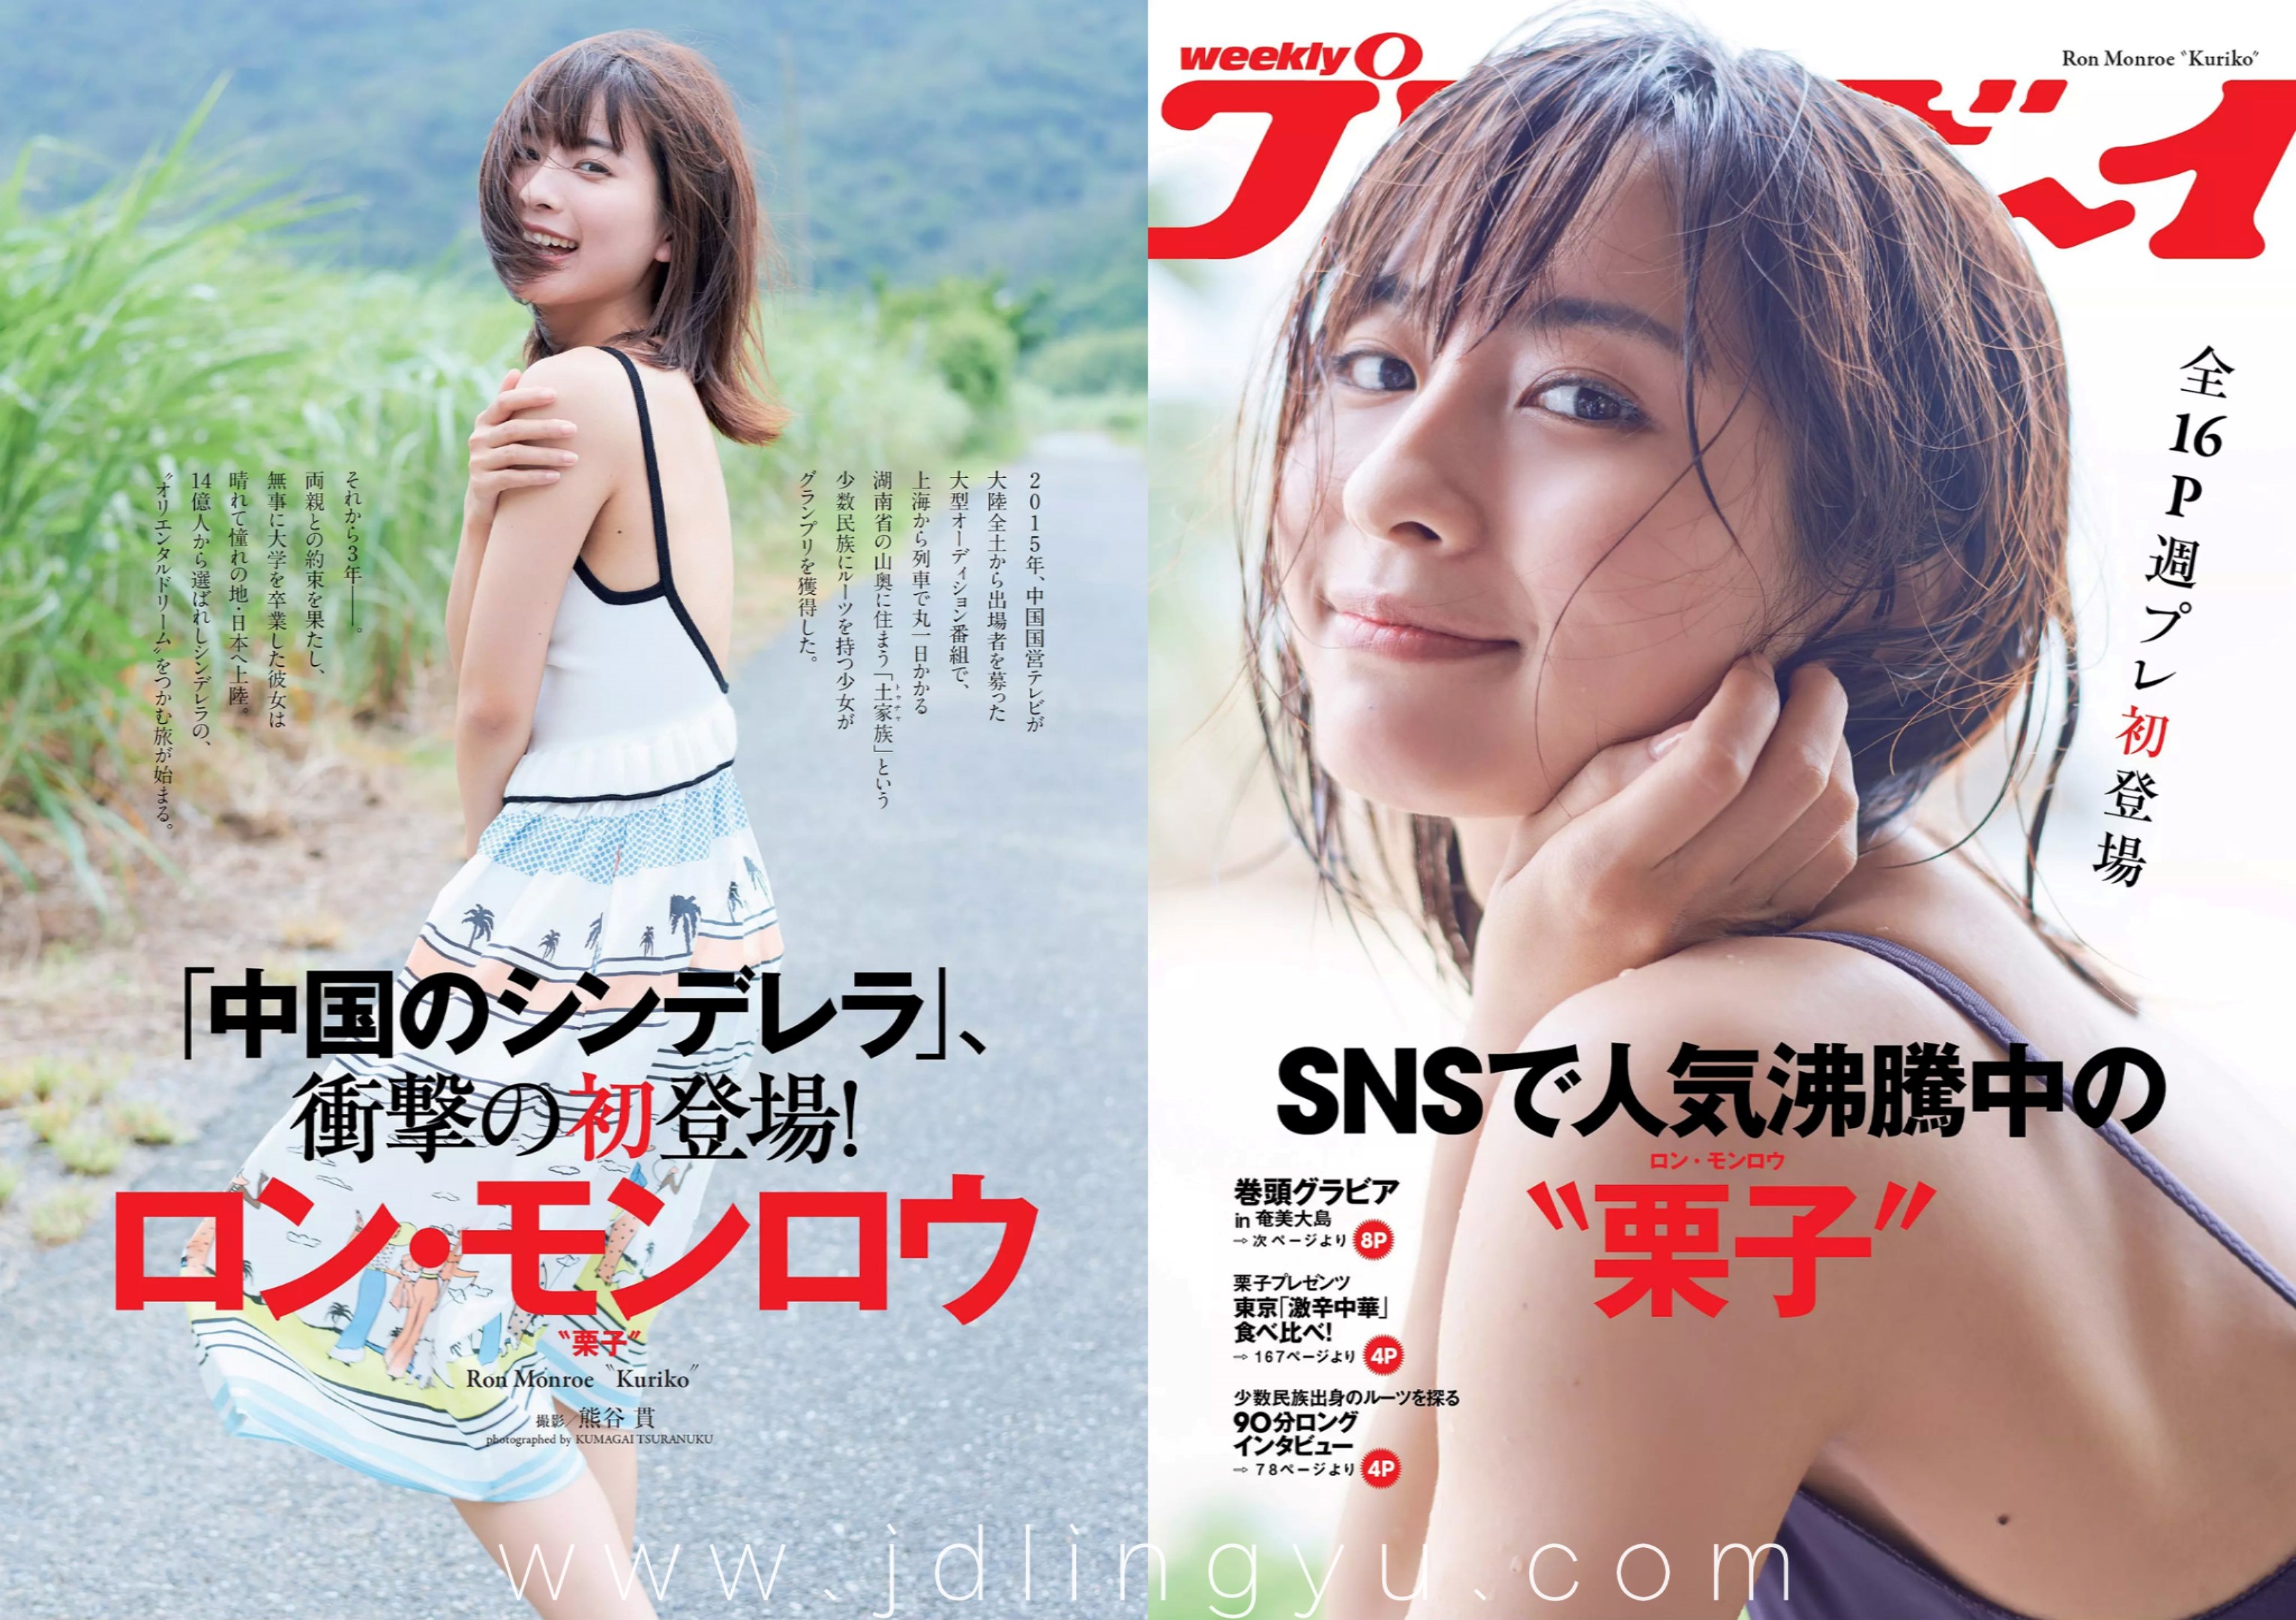 weekly
プレイボーイ
Ron Monroe “Kuriko”
全16P週プレ初登場
SNSで人気沸騰中の
ロン・モンロウ
“栗子”
巻頭グラビア
in 奄美大島
⇨ 次ページより 8P
栗子プレゼンツ
東京「激辛中華」
食べ比べ!
⇨ 167ページより 4P
少数民族出身のルーツを探る
90分ロング
インタビュー
⇨ 78ページより 4P
2015年、中国国営テレビが
大陸全土から出場者を募った
大型オーディション番組で、
上海から列車で丸一日かかる
湖南省の山奥に住まう「土家族」という
トゥチャ
少数民族にルーツを持つ少女が
グランプリを獲得した。
それから3年――。
両親との約束を果たし、
無事に大学を卒業した彼女は
晴れて憧れの地・日本へ上陸。
14億人から選ばれしシンデレラの、
“オリエンタルドリーム”をつかむ旅が始まる。
「中国のシンデレラ」、
衝撃の初登場!
ロン・モンロウ
“栗子”
Ron Monroe “Kuriko”
撮影/熊谷 貫
photographed by KUMAGAI TSURANUKU
www.jdlingyu.com